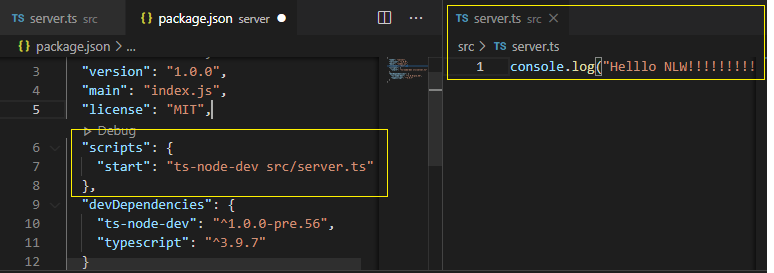 TS server.ts src
{ } package.json server
{ } package.json > ...
3 "version": "1.0.0",
4 "main": "index.js",
5 "license": "MIT",
Debug
6 "scripts": {
7 "start": "ts-node-dev src/server.ts"
8 },
9 "devDependencies": {
10 "ts-node-dev": "^1.0.0-pre.56",
11 "typescript": "^3.9.7"
12 }
TS server.ts src
src > TS server.ts
1 console.log("Helllo NLW!!!!!!!!!